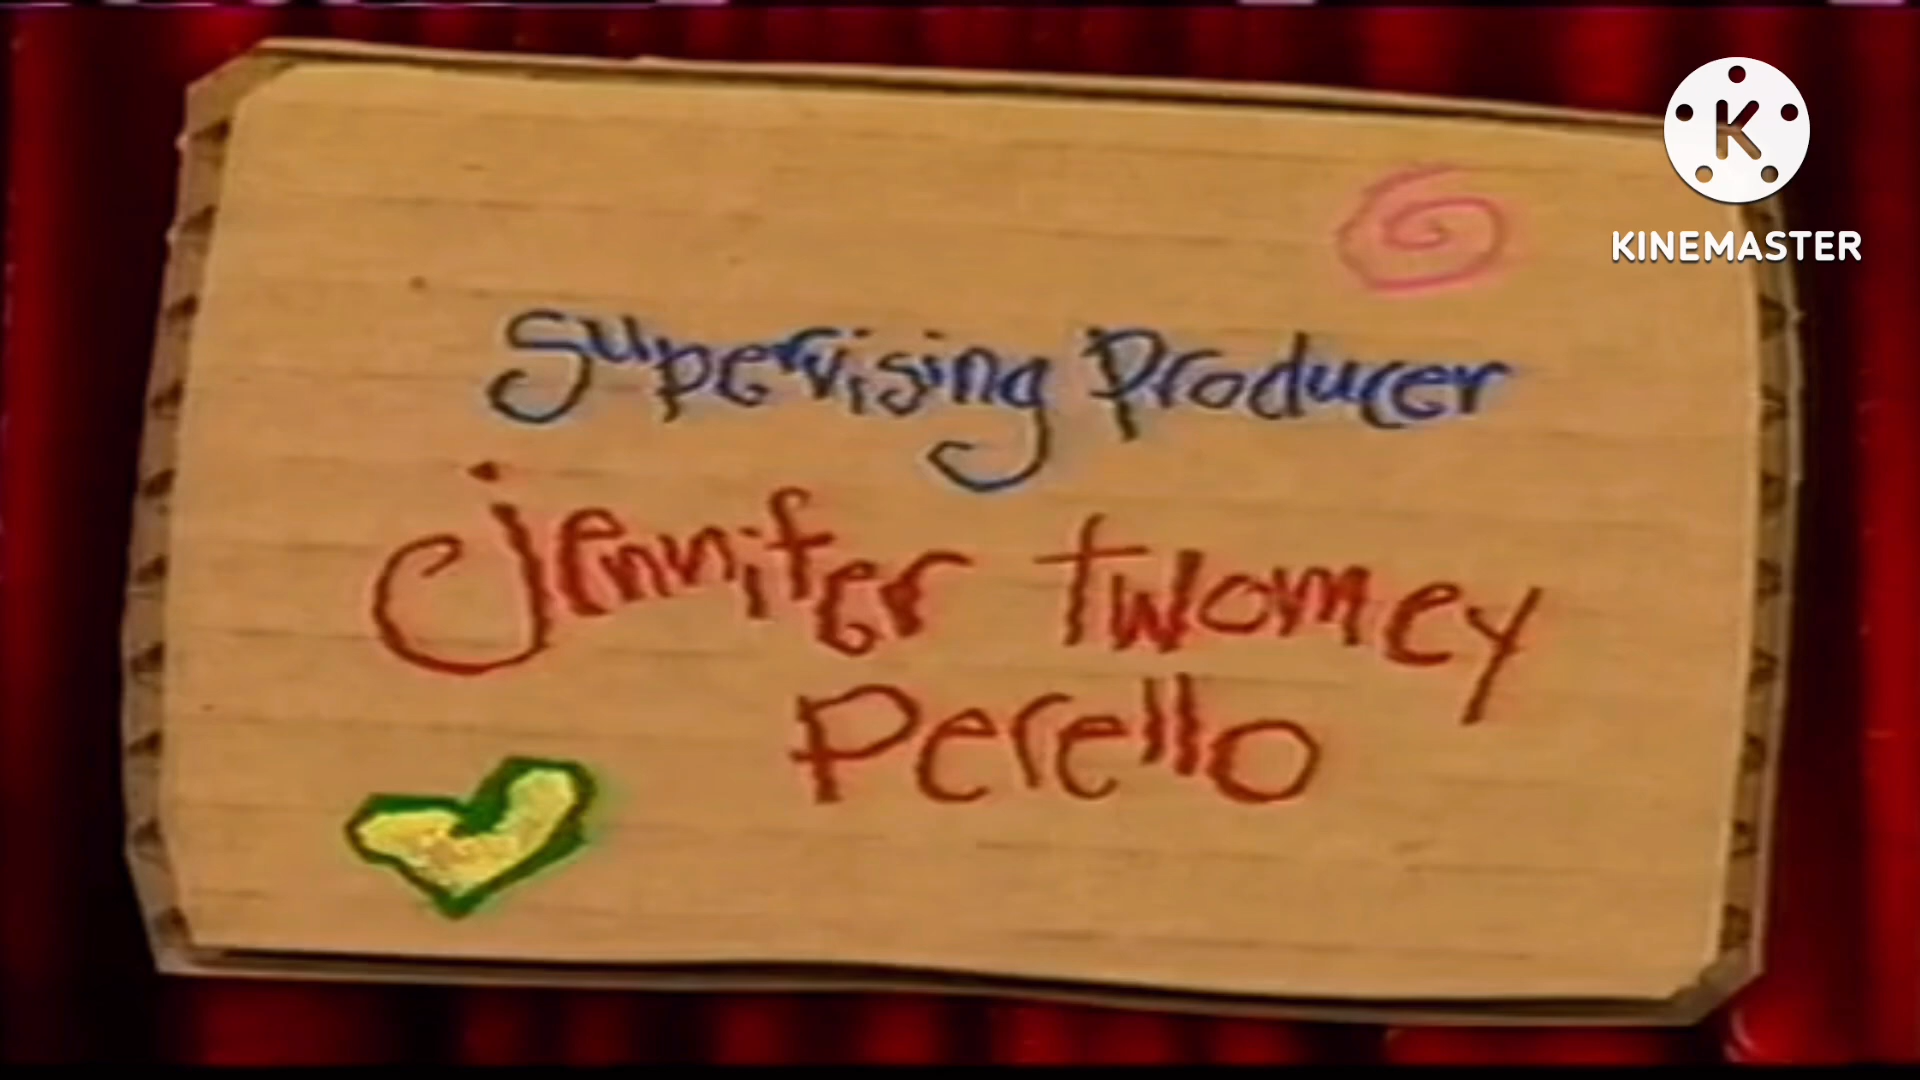 K
KINEMASTER
Supervising Producer
jennifer Twomey
Perello